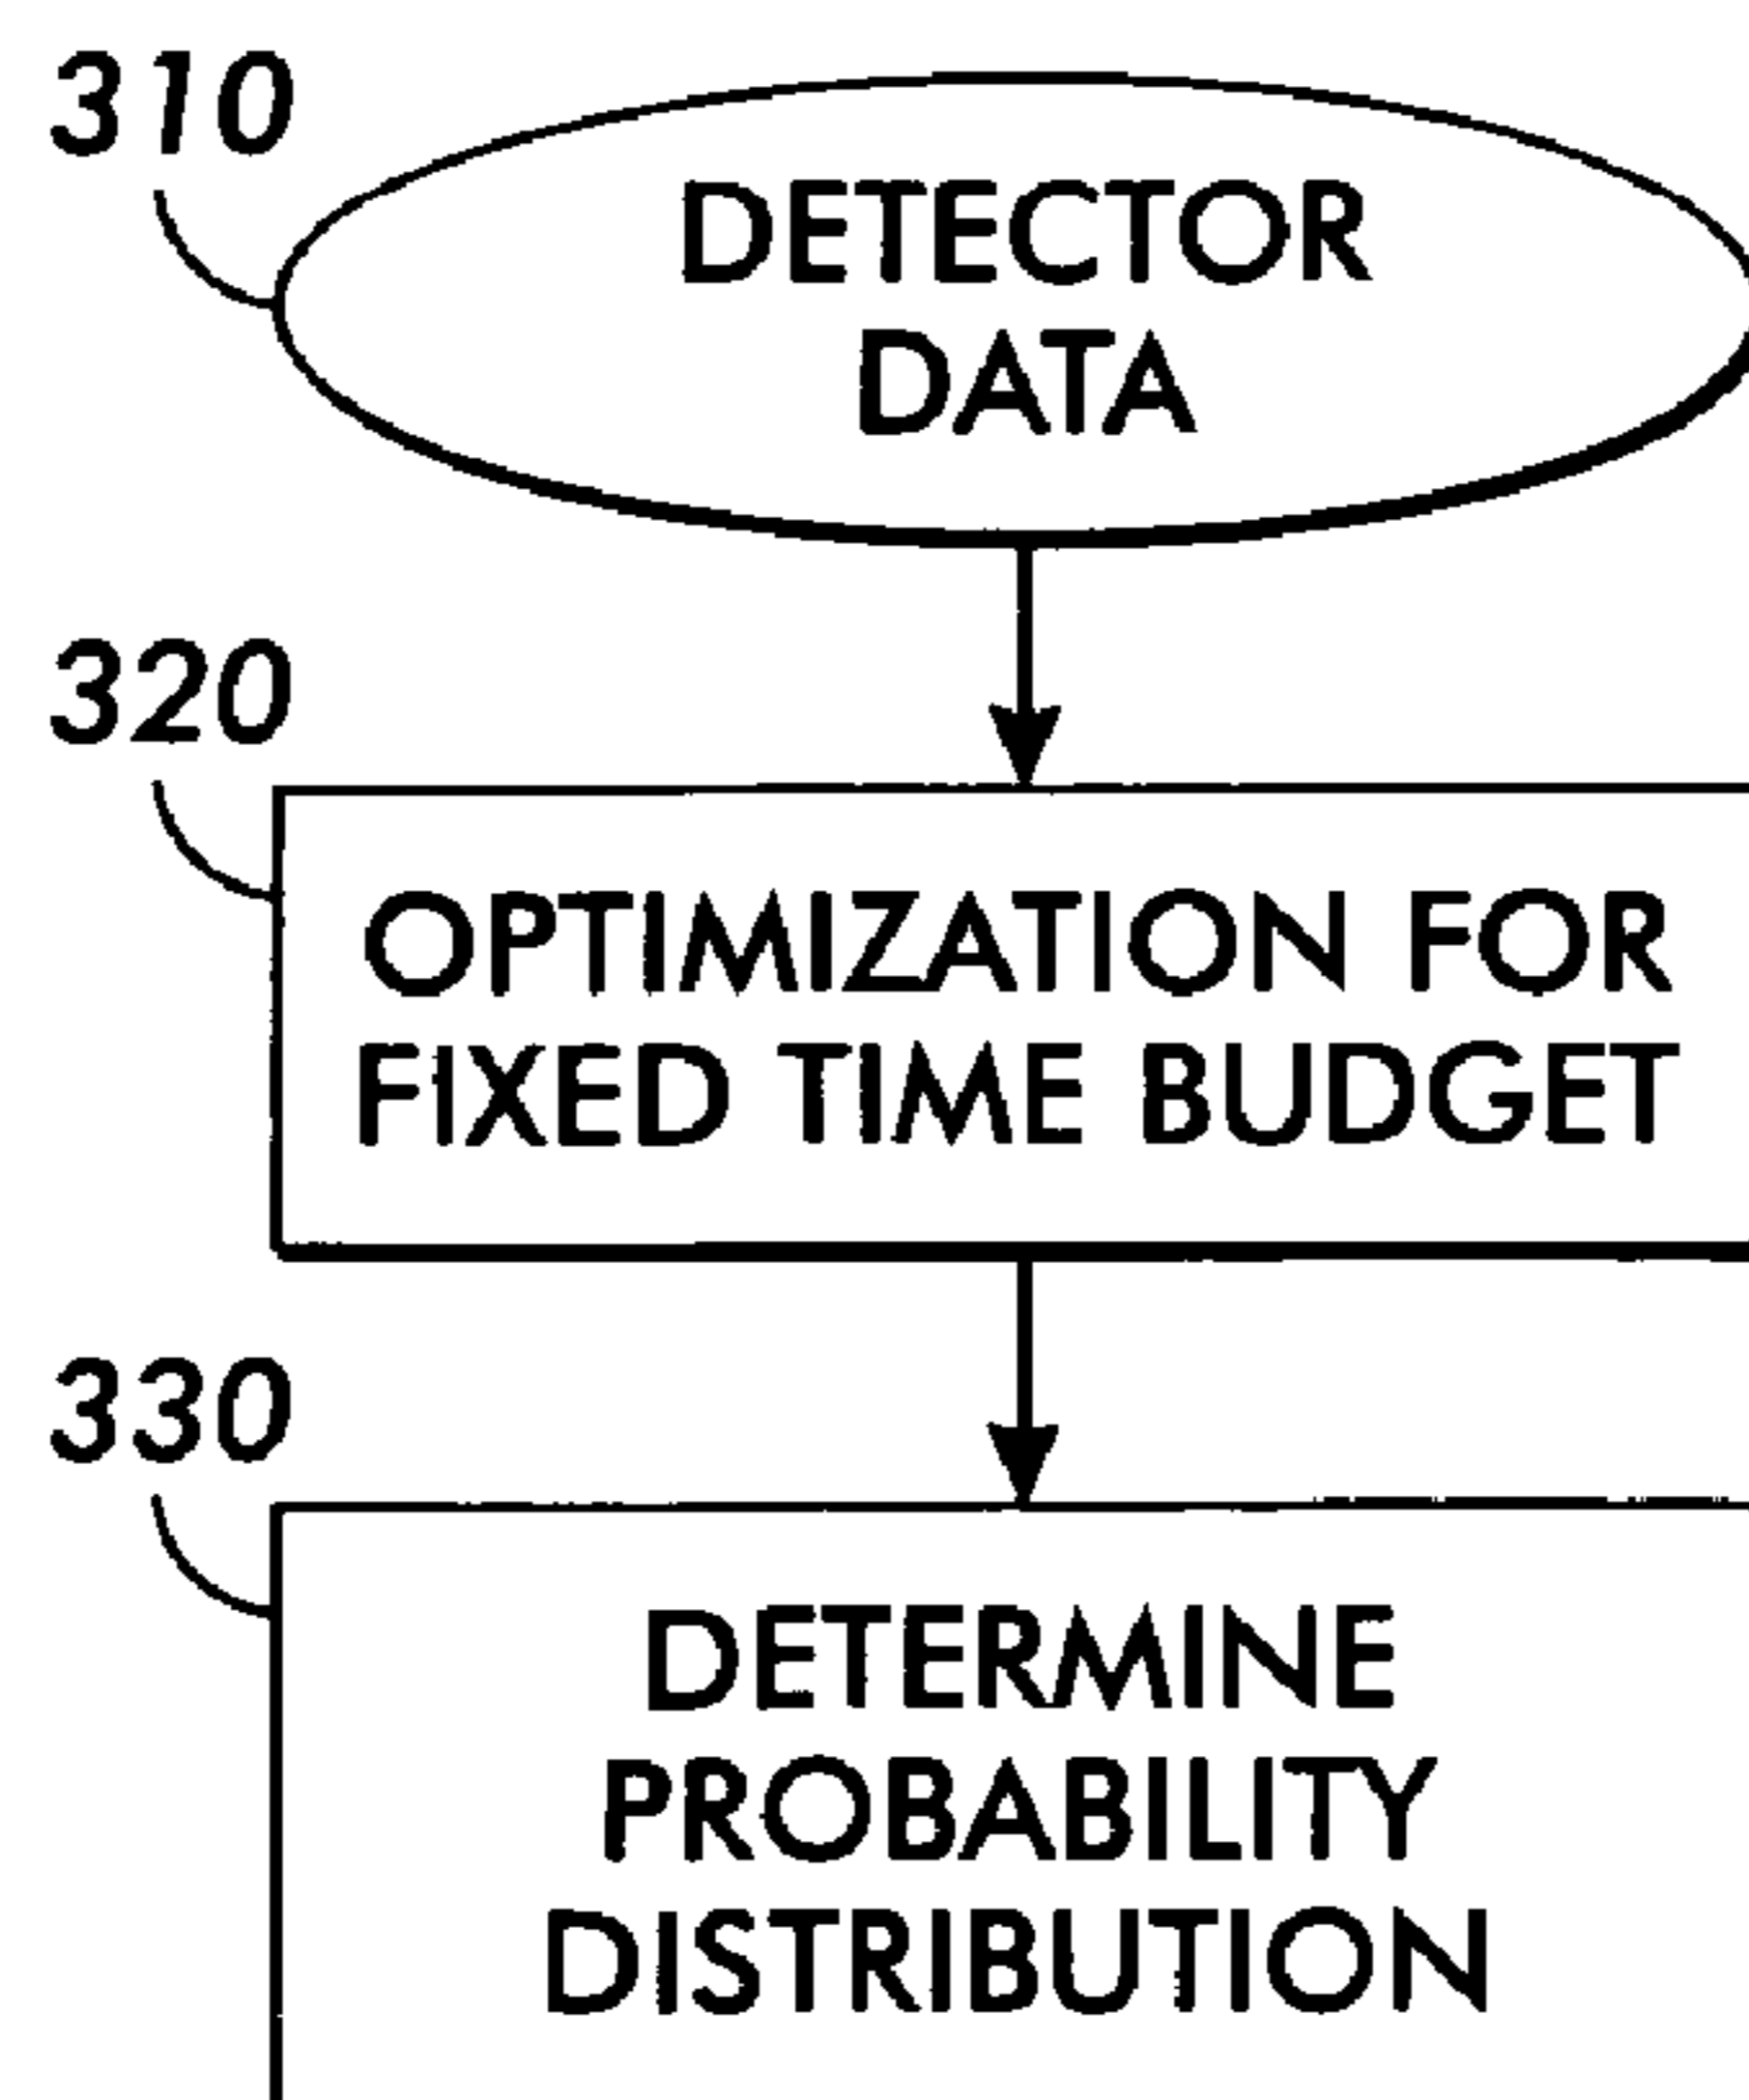 310
DETECTOR
DATA
320
OPTIMIZATION FOR
FIXED TIME BUDGET
330
DETERMINE
PROBABILITY
DISTRIBUTION